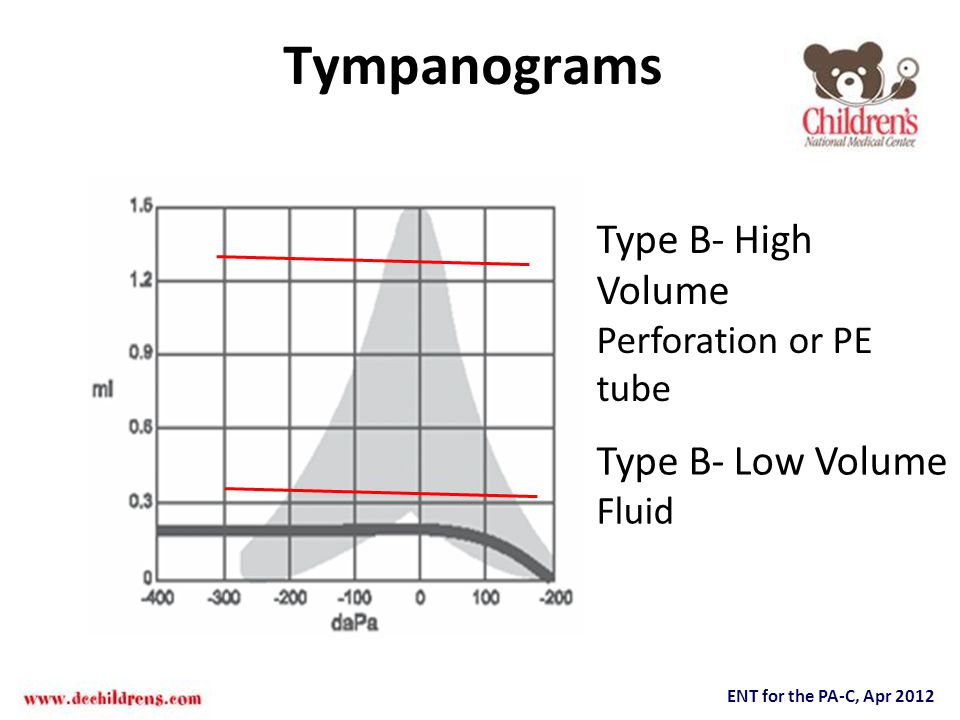 Tympanograms
Children's
National Medical Center
1.5
1.2
0.9
ml
0.6
0.3
0
-400 -300 -200 -100 0 100 -200
daPa
Type B- High
Volume
Perforation or PE
tube
Type B- Low Volume
Fluid
www.dcchildrens.com
ENT for the PA-C, Apr 2012